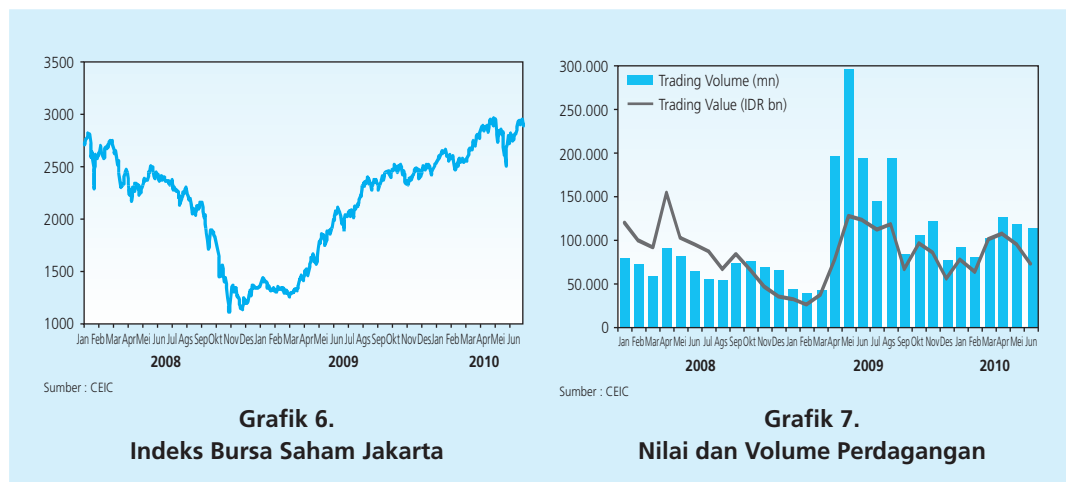 3500
3000
2500
2000
1500
1000
Jan Feb Mar Apr Mei Jun Jul Ags Sep Okt Nov Des Jan Feb Mar Apr Mei Jun Jul Ags Sep Okt Nov Des Jan Feb Mar Apr Mei Jun
2008 2009 2010
Sumber : CEIC
Grafik 6.
Indeks Bursa Saham Jakarta
300.000
250.000
200.000
150.000
100.000
50.000
0
Trading Volume (mn)
Trading Value (IDR bn)
Jan Feb Mar Apr Mei Jun Jul Ags Sep Okt Nov Des Jan Feb Mar Apr Mei Jun Jul Ags Sep Okt Nov Des Jan Feb Mar Apr Mei Jun
2008 2009 2010
Sumber : CEIC
Grafik 7.
Nilai dan Volume Perdagangan